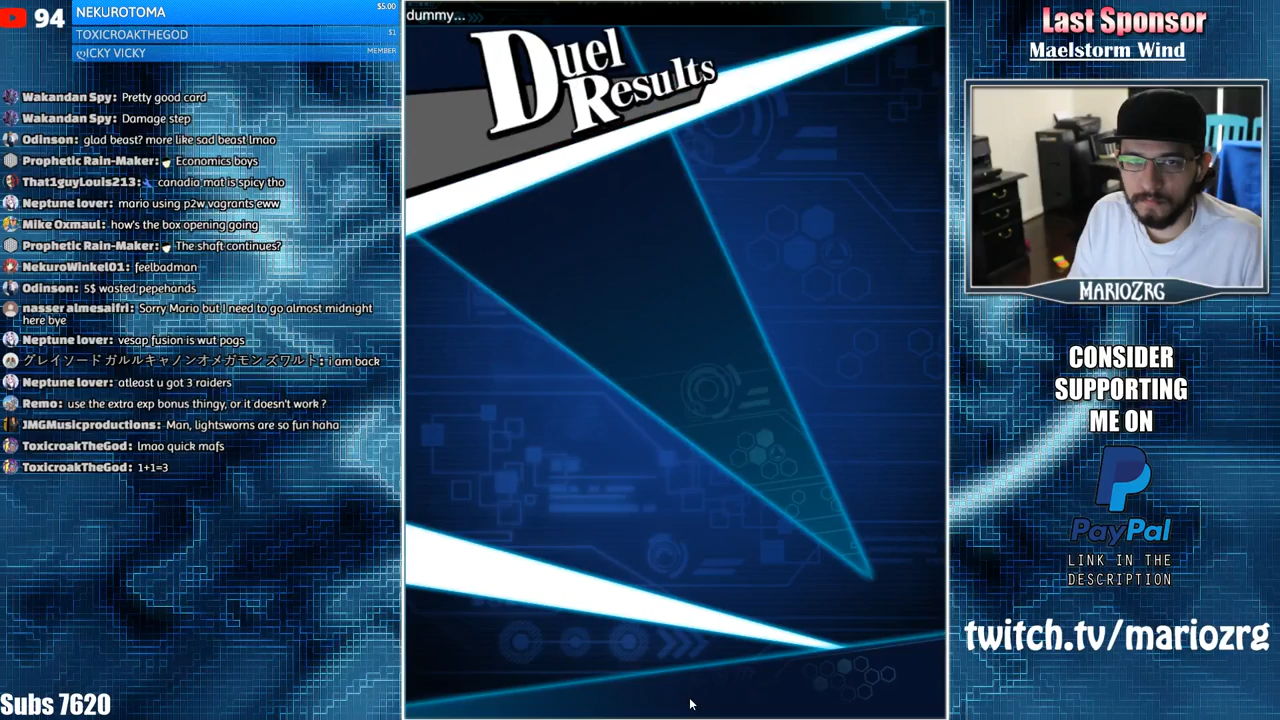 94
NEKUROTOMA
$5.00
TOXICROAKTHEGOD
$1
ღICKY VICKY
MEMBER
Wakandan Spy: Pretty good card
Wakandan Spy: Damage step
Odinson: glad beast? more like sad beast lmao
Prophetic Rain-Maker: Economics boys
That1guyLouis213: canadia mat is spicy tho
Neptune lover: mario using p2w vagrants eww
Mike Oxmaul: how's the box opening going
Prophetic Rain-Maker: The shaft continues?
NekuroWinkel01: feelbadman
Odinson: 5$ wasted pepehands
nasseralmesaifri: Sorry Mario but I need to go almost midnight
here bye
Neptune lover: vesap fusion is wut pogs
グレイソード ガルルキャノン オメガモン ズワルト: i am back
Neptune lover: atleast u got 3 raiders
Remo: use the extra exp bonus thingy, or it doesn't work ?
JMGMusicproductions: Man, lightsworns are so fun haha
ToxicroakTheGod: lmao quick mafs
ToxicroakTheGod: 1+1=3
Subs 7620
dummy...
Duel
Results
Last Sponsor
Maelstorm Wind
MARIOZRG
CONSIDER
SUPPORTING
ME ON
PayPal
LINK IN THE
DESCRIPTION
twitch.tv/mariozrg